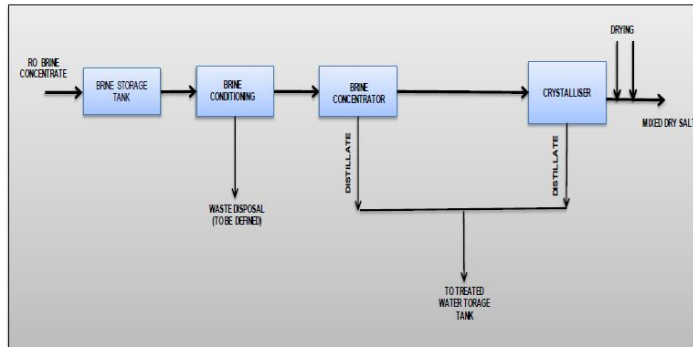 DRYING
RO BRINE
CONCENTRATE
BRINE STORAGE
TANK
BRINE
CONDITIONING
BRINE
CONCENTRATOR
CRYSTALLISER
MIXED DRY SALT
DISTILLATE
DISTILLATE
WASTE DISPOSAL
(TO BE DEFINED)
TO TREATED
WATER TORAGE
TANK